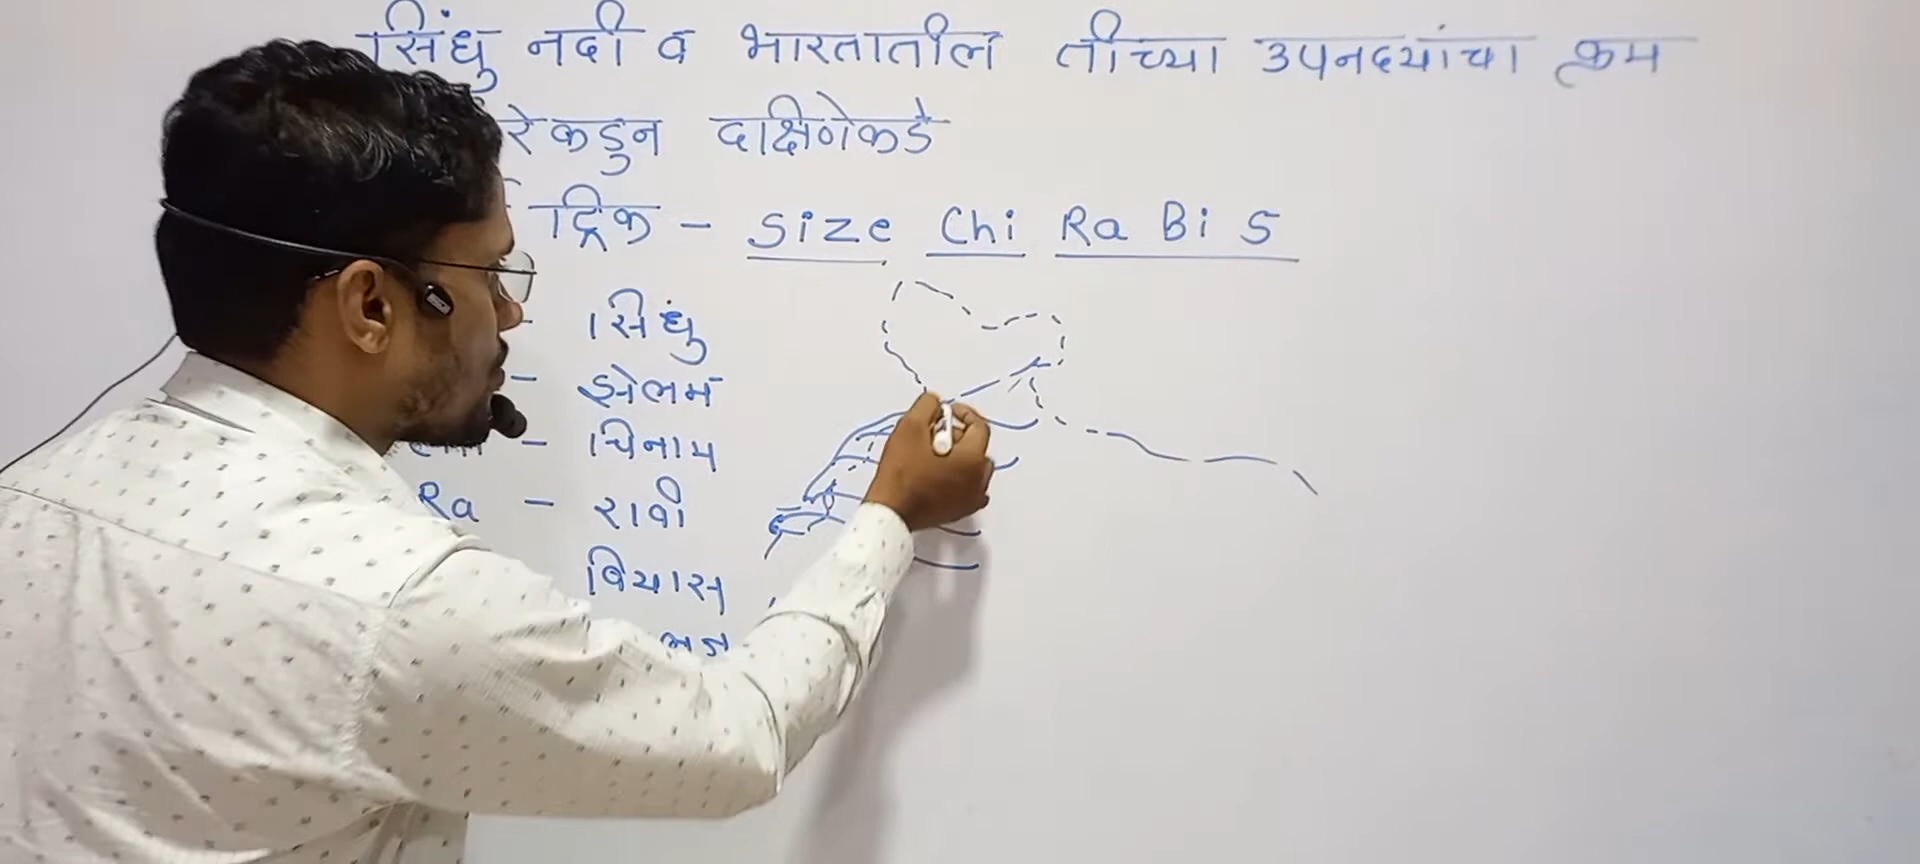 सिंधु नदी व भारतातील तीच्या उपनद्यांचा क्रम
रेकडुन दक्षिणेकडे
ट्रिक - Size Chi Ra Bi S
- सिंधु
- झेलम
- चिनाब
Ra - रावी
बियास